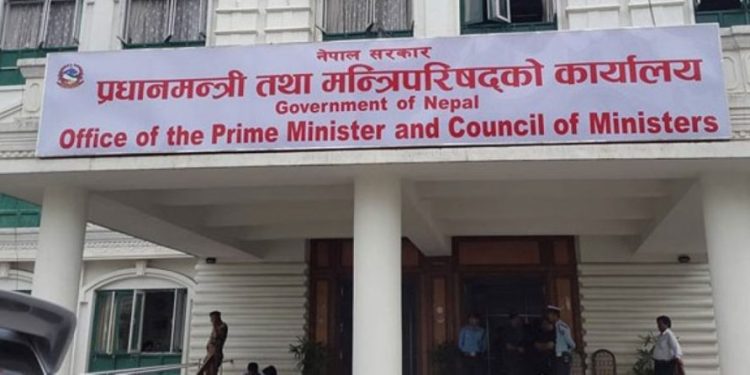 नेपाल सरकार
प्रधानमन्त्री तथा मन्त्रिपरिषद्को कार्यालय
Government of Nepal
Office of the Prime Minister and Council of Ministers